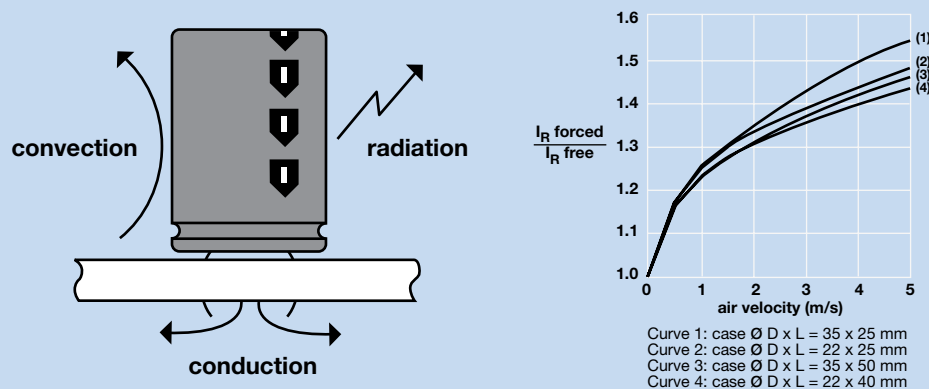 convection
radiation
conduction
I_R forced
I_R free
1.6
1.5
1.4
1.3
1.2
1.1
1.0
(1)
(2)
(3)
(4)
0 1 2 3 4 5
air velocity (m/s)
Curve 1: case Ø D x L = 35 x 25 mm
Curve 2: case Ø D x L = 22 x 25 mm
Curve 3: case Ø D x L = 35 x 50 mm
Curve 4: case Ø D x L = 22 x 40 mm